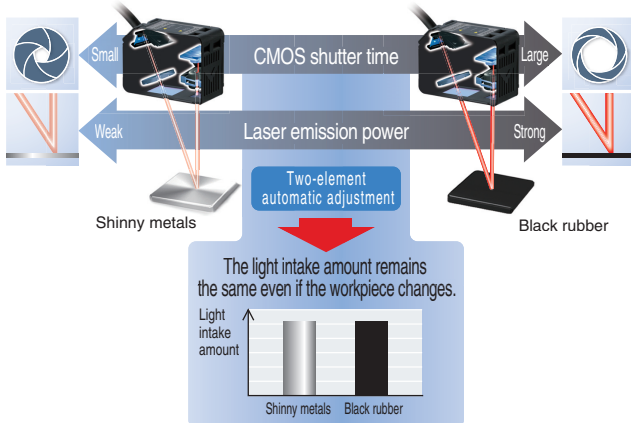 Small
CMOS shutter time
Large
Weak
Laser emission power
Strong
Shinny metals
Two-element
automatic adjustment
Black rubber
The light intake amount remains
the same even if the workpiece changes.
Light
intake
amount
Shinny metals
Black rubber